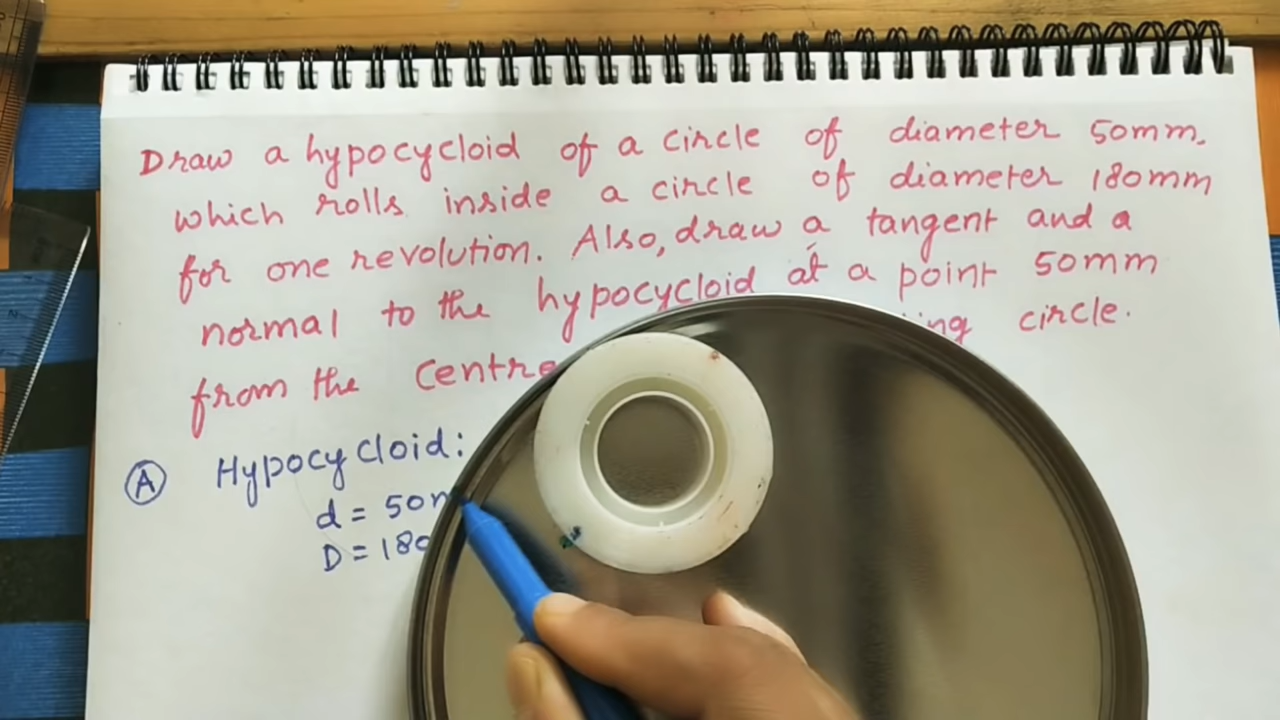 Draw a hypocycloid of a circle of diameter 50mm.
which rolls inside a circle of diameter 180mm
for one revolution. Also, draw a tangent and a
normal to the hypocycloid at a point 50mm
from the centre circle.
A Hypocycloid:
d = 50
D = 180